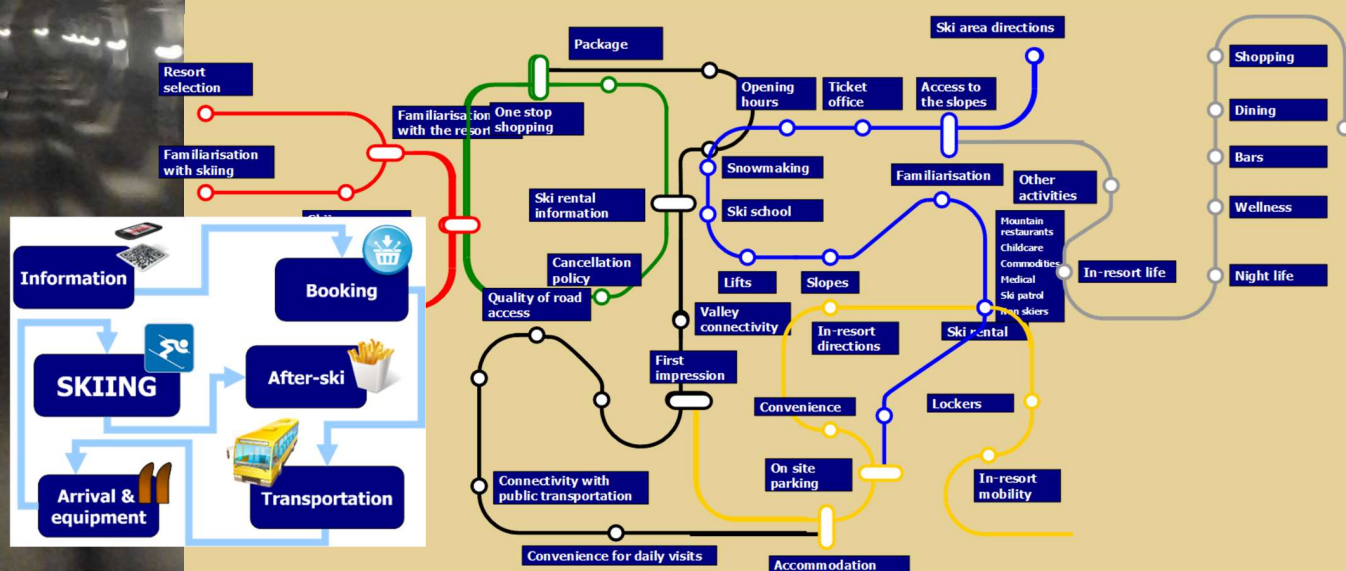 Resort
selection
Familiarisation
with skiing
Familiarisation
with the resort
One stop
shopping
Package
Ski rental
information
Cancellation
policy
Quality of road
access
Valley
connectivity
First
impression
Connectivity with
public transportation
Convenience for daily visits
Accommodation
Opening
hours
Ticket
office
Access to
the slopes
Ski area directions
Snowmaking
Ski school
Lifts
Slopes
Familiarisation
Other
activities
Mountain
restaurants
Childcare
Commodities
Medical
Ski patrol
Non skiers
Ski rental
In-resort life
In-resort
directions
Convenience
On site
parking
Lockers
In-resort
mobility
Shopping
Dining
Bars
Wellness
Night life
Information
Booking
SKIING
After-ski
Arrival &
equipment
Transportation